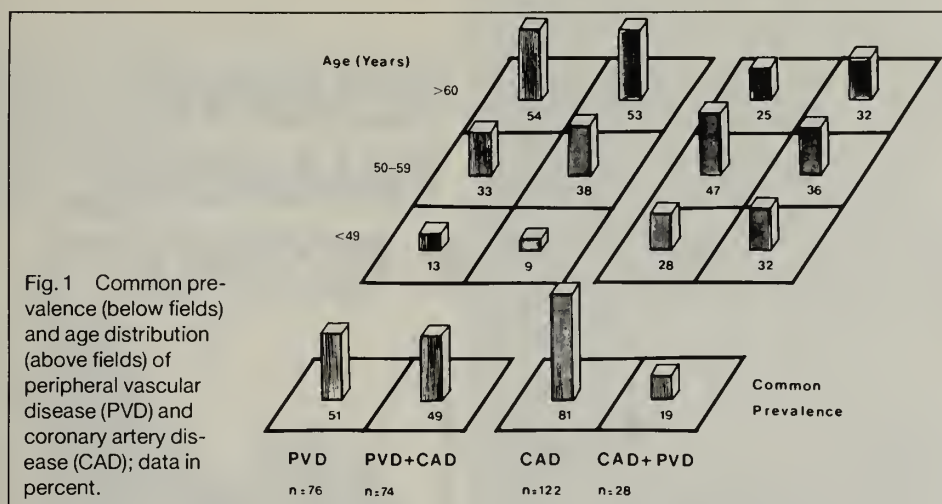 Age (Years)
>60
54
53
25
32
50–59
33
38
47
36
<49
13
9
28
32
Fig. 1 Common pre-
valence (below fields)
and age distribution
(above fields) of
peripheral vascular
disease (PVD) and
coronary artery dis-
ease (CAD); data in
percent.
51
49
81
19
Common
Prevalence
PVD
PVD+CAD
CAD
CAD+PVD
n=76
n=74
n=122
n=28